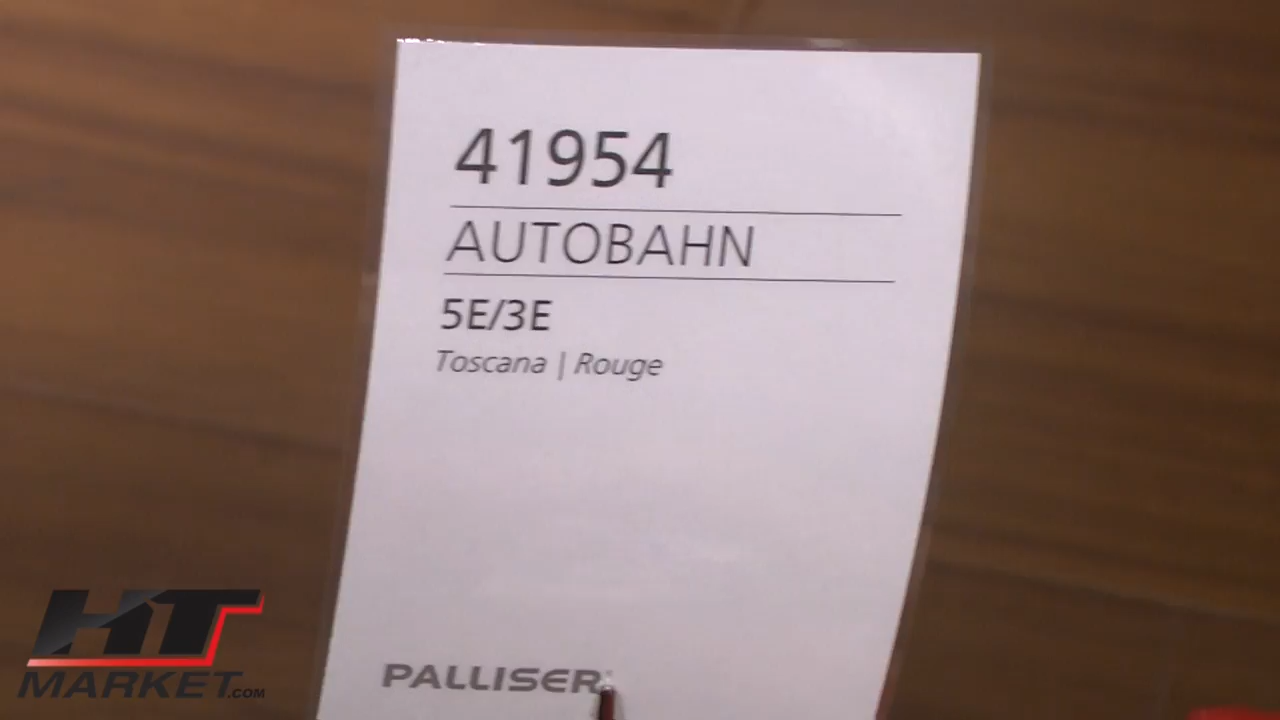 41954
AUTOBAHN
5E/3E
Toscana | Rouge
PALLISER
HT
MARKET.COM